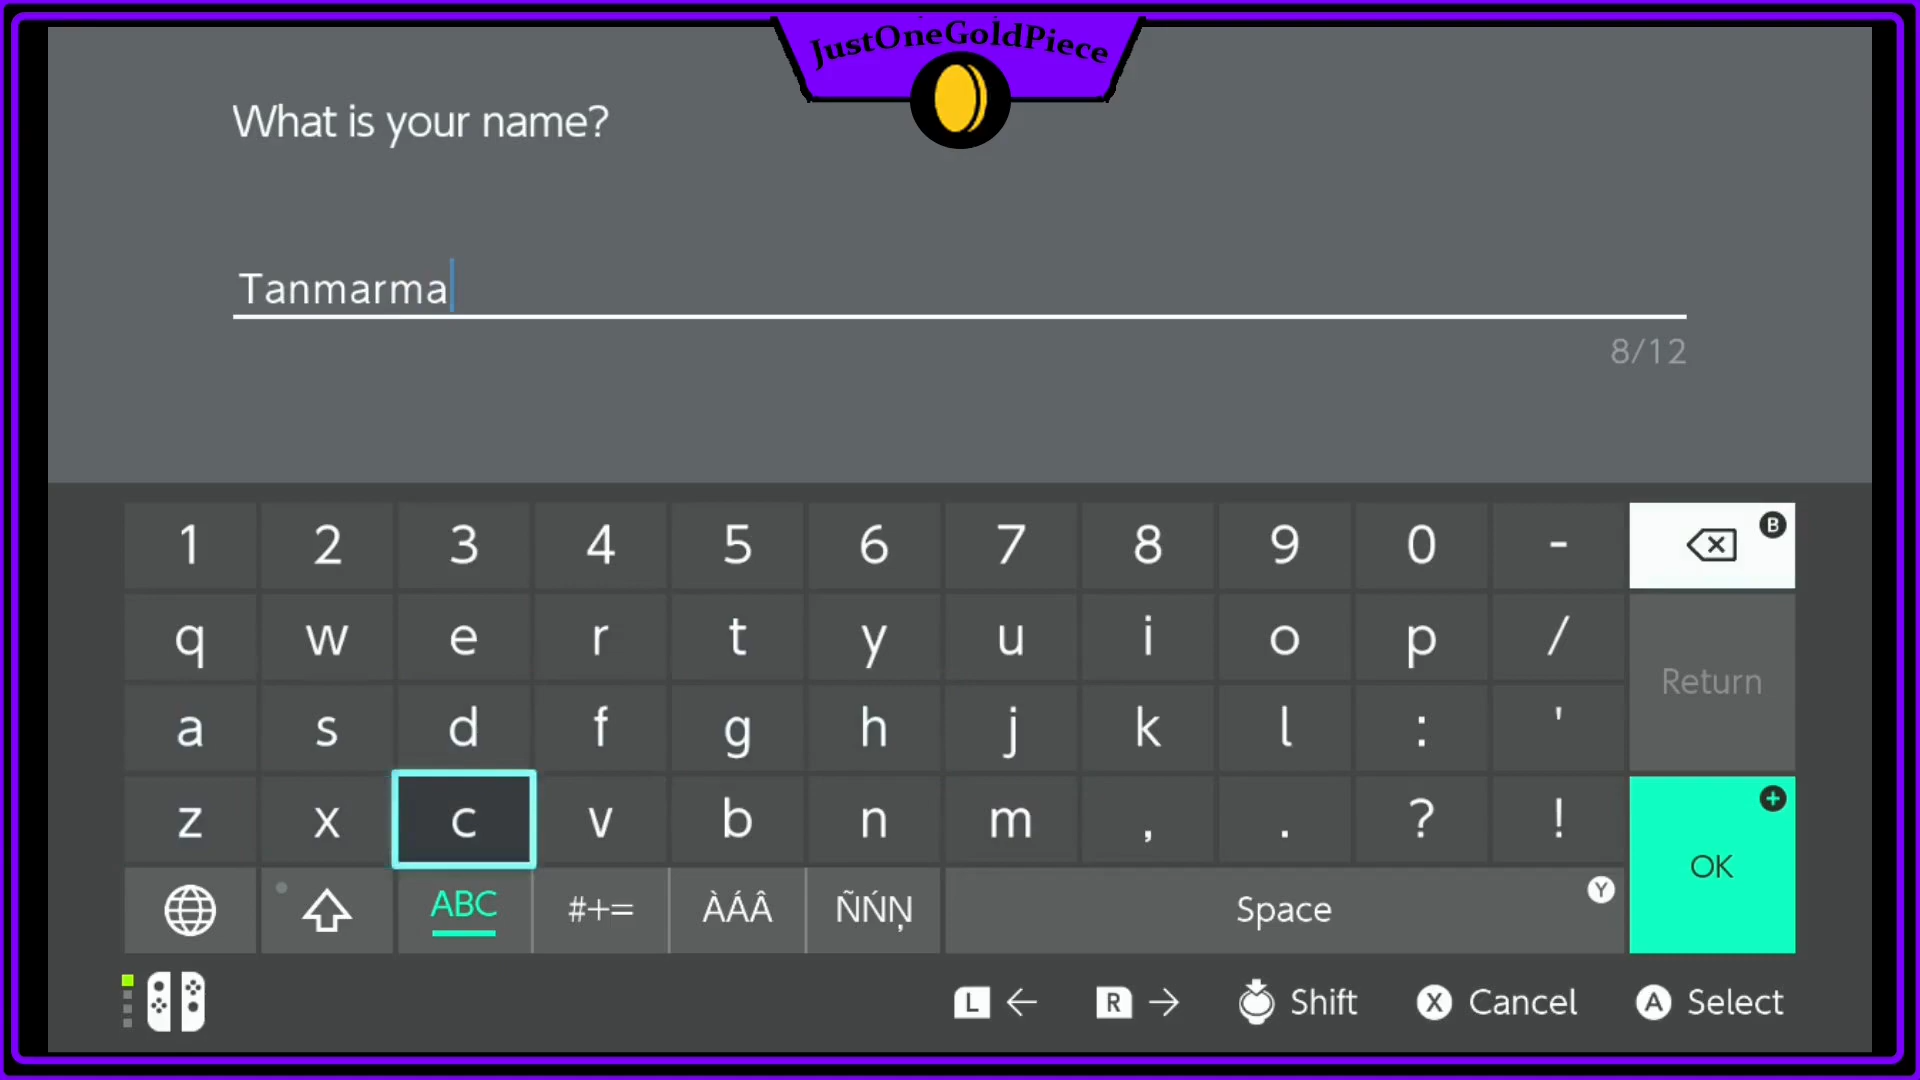 JustOneGoldPiece
What is your name?
Tanmarma
8/12
1 2 3 4 5 6 7 8 9 0 - B
q w e r t y u i o p /
Return
a s d f g h j k l : '
z x c v b n m , . ? ! +
OK
ABC #+= ÀÁÂ ÑŃŅ Space Y
L ← R → Shift X Cancel A Select